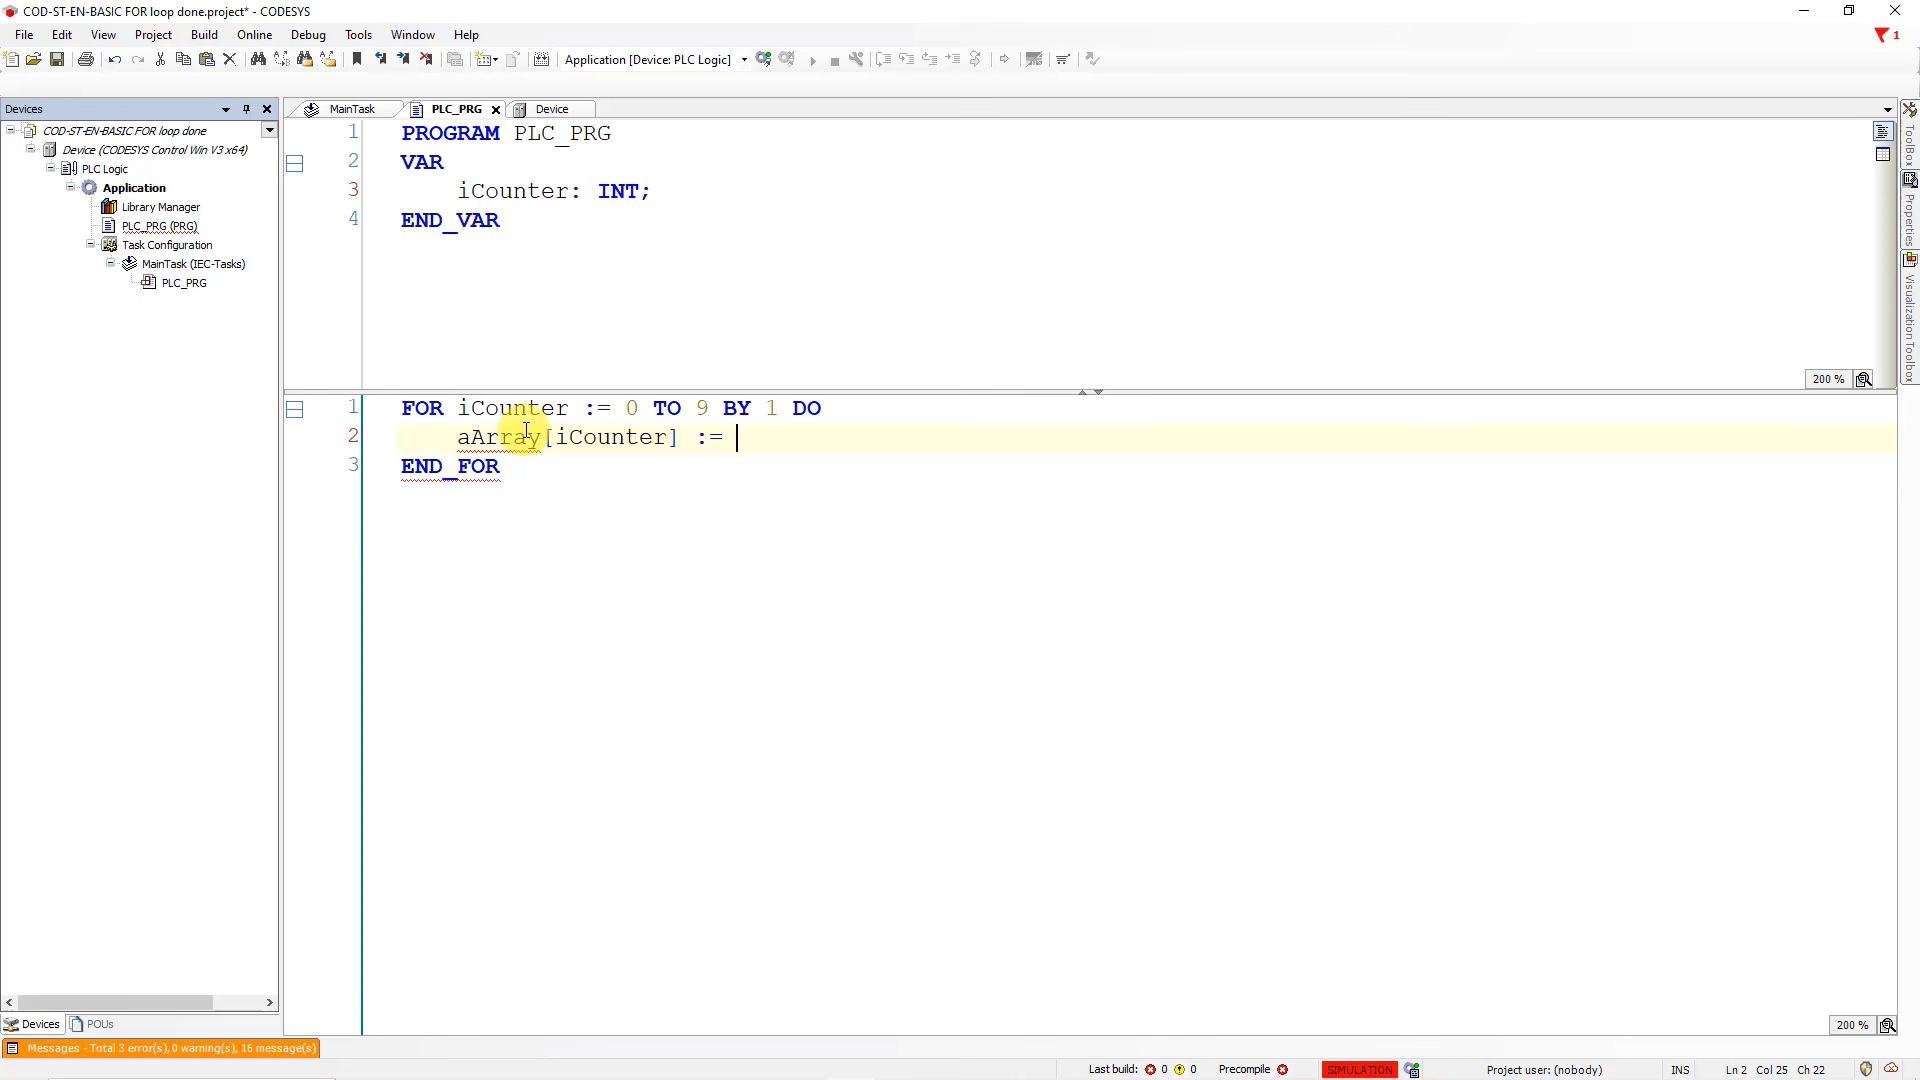 COD-ST-EN-BASIC FOR loop done.project* - CODESYS
File Edit View Project Build Online Debug Tools Window Help
1
Application [Device: PLC Logic]
Devices
MainTask PLC_PRG Device
COD-ST-EN-BASIC FOR loop done
Device (CODESYS Control Win V3 x64)
PLC Logic
Application
Library Manager
PLC_PRG (PRG)
Task Configuration
MainTask (IEC-Tasks)
PLC_PRG
1 PROGRAM PLC_PRG
2 VAR
3 iCounter: INT;
4 END_VAR
200 %
1 FOR iCounter := 0 TO 9 BY 1 DO
2 aArray[iCounter] :=
3 END_FOR
200 %
ToolBox
Properties
Visualization Toolbox
Devices POUs
Messages - Total 3 error(s), 0 warning(s), 16 message(s)
Last build: 0 0 Precompile SIMULATION Project user: (nobody) INS Ln 2 Col 25 Ch 22